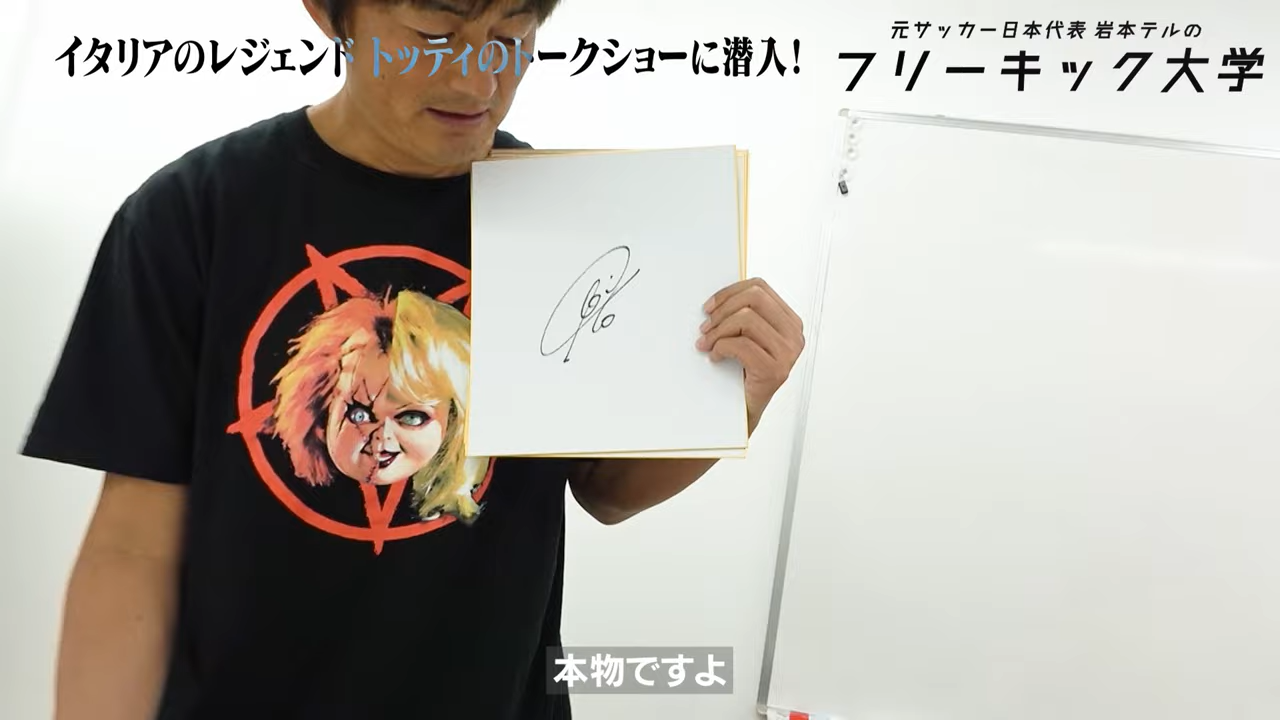 イタリアのレジェンド トッティのトークショーに潜入!
元サッカー日本代表 岩本テルの
フリーキック大学
本物ですよ